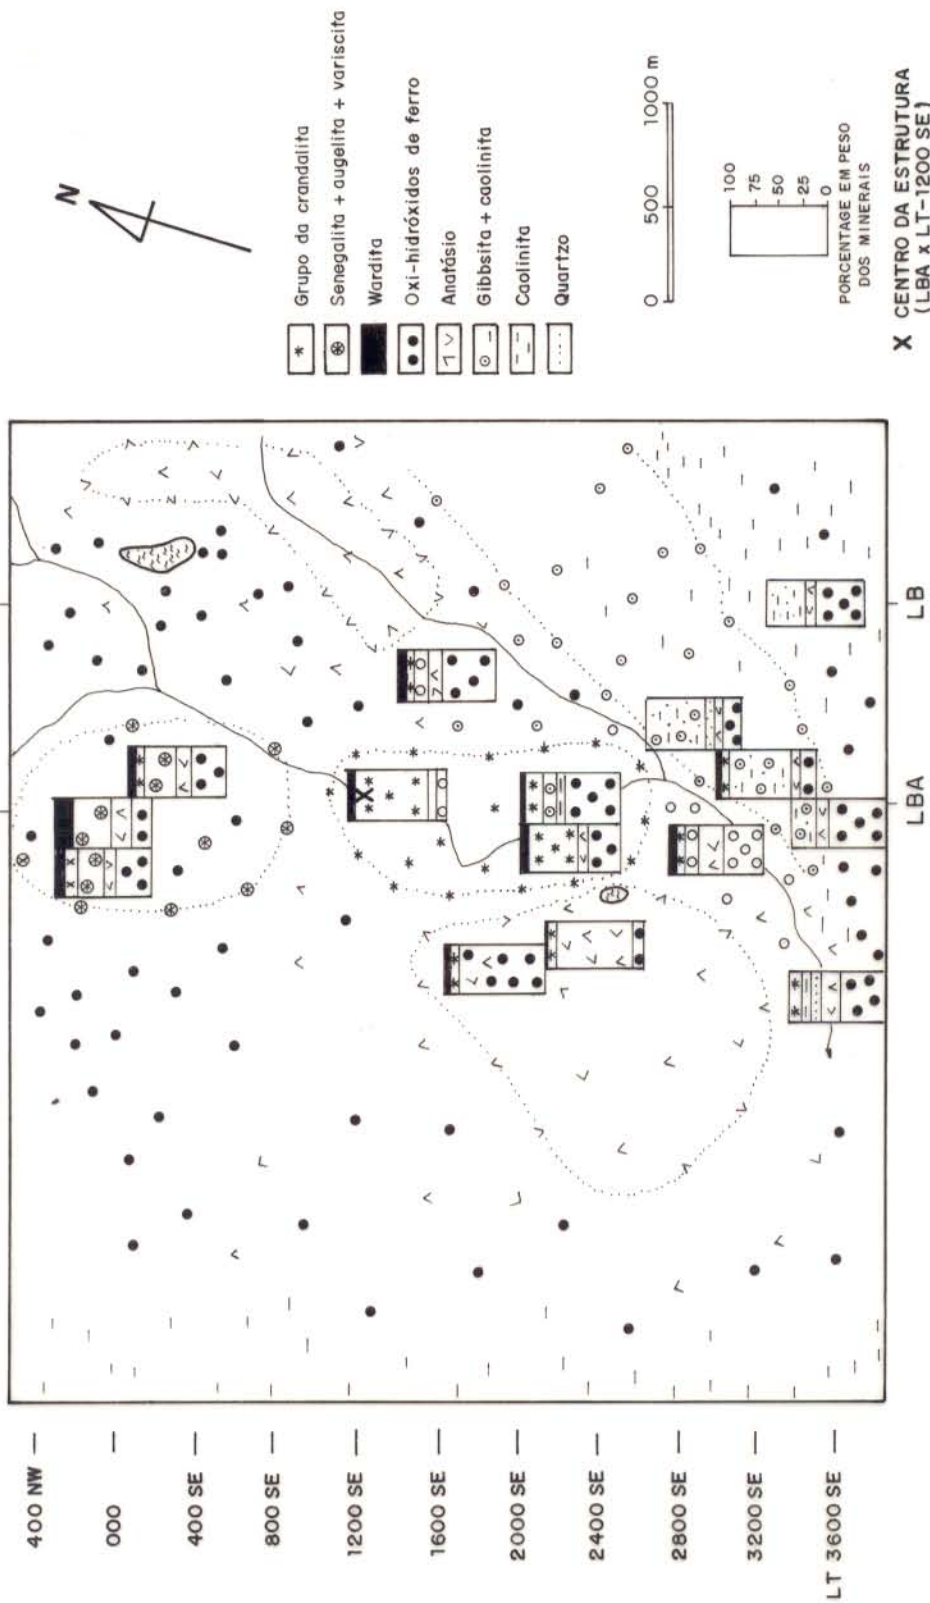 N
* Grupo da crandalita
Senegalita + augelita + variscita
Wardita
Oxi-hidróxidos de ferro
Anatásio
Gibbsita + caolinita
Caolinita
Quartzo
0 500 1000 m
100
75
50
25
0
PORCENTAGE EM PESO
DOS MINERAIS
X CENTRO DA ESTRUTURA
(LBA x LT-1200 SE)
X
LB
LBA
400 NW
000
400 SE
800 SE
1200 SE
1600 SE
2000 SE
2400 SE
2800 SE
3200 SE
LT 3600 SE